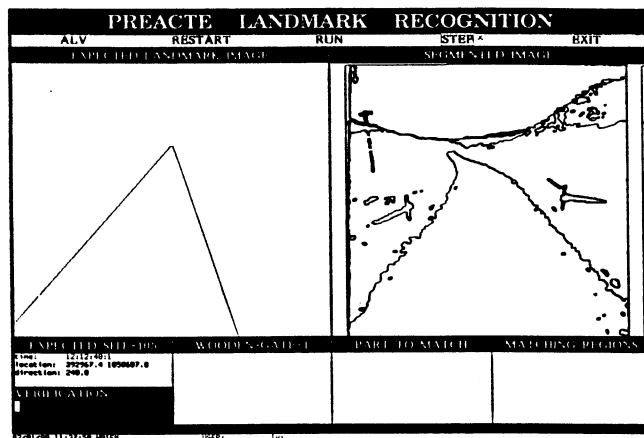 PREACTE LANDMARK RECOGNITION
ALV RESTART RUN STEP EXIT
EXPECTED LANDMARK IMAGE SEGMENTED IMAGE
EXPECTED SITE-105 WOODEN-GATE-1 PART TO MATCH MATCHING REGIONS
time: 12:12:40:1
location: 392967.4 1050607.0
direction: 240.0
VERIFICATION